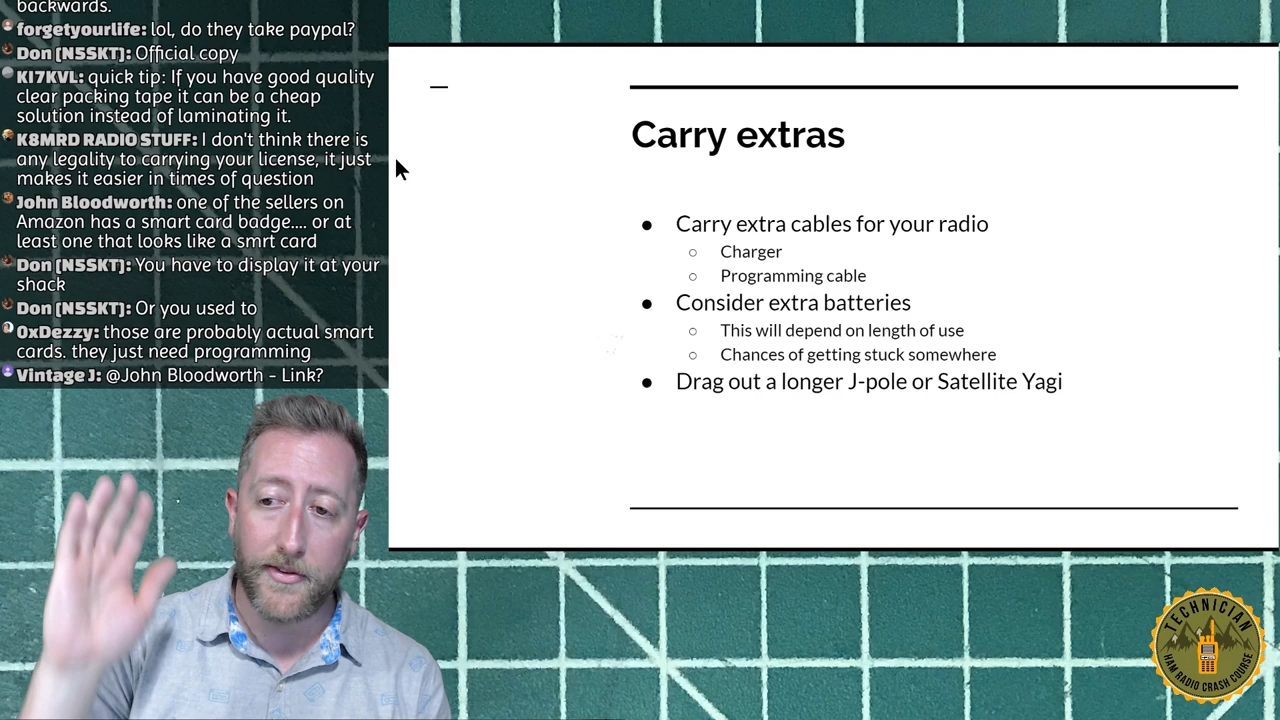 backwards.
forgetyourlife: lol, do they take paypal?
Don [N5SKT]: Official copy
KI7KVL: quick tip: If you have good quality
clear packing tape it can be a cheap
solution instead of laminating it.
K8MRD RADIO STUFF: I don't think there is
any legality to carrying your license, it just
makes it easier in times of question
John Bloodworth: one of the sellers on
Amazon has a smart card badge.... or at
least one that looks like a smrt card
Don [N5SKT]: You have to display it at your
shack
Don [N5SKT]: Or you used to
0xDezzy: those are probably actual smart
cards. they just need programming
Vintage J: @John Bloodworth - Link?
Carry extras
● Carry extra cables for your radio
○ Charger
○ Programming cable
● Consider extra batteries
○ This will depend on length of use
○ Chances of getting stuck somewhere
● Drag out a longer J-pole or Satellite Yagi
TECHNICIAN
HAM RADIO CRASH COURSE